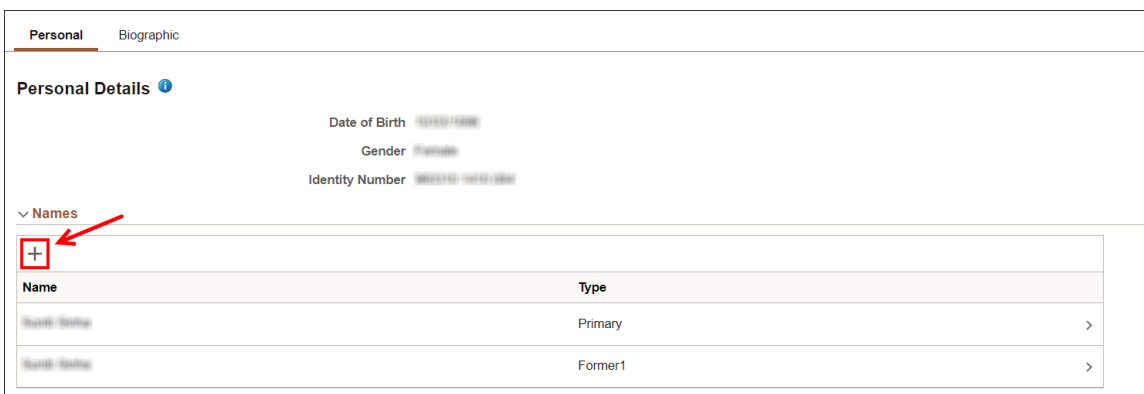 Personal Biographic
Personal Details
Date of Birth
Gender
Identity Number
Names
Name Type
Primary
Former1